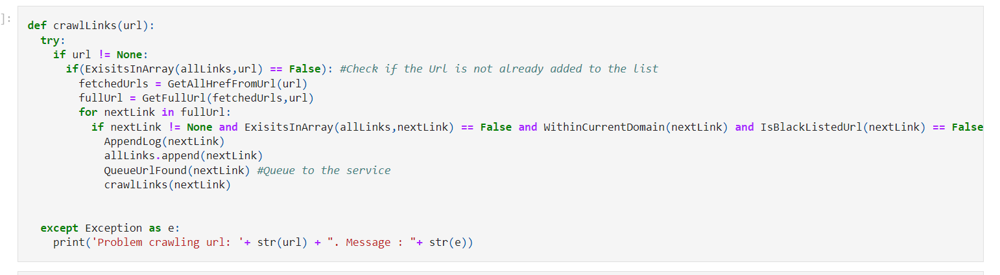 ]:
def crawlLinks(url):
  try:
    if url != None:
      if(ExisitsInArray(allLinks,url) == False): #Check if the Url is not already added to the list
        fetchedUrls = GetAllHrefFromUrl(url)
        fullUrl = GetFullUrl(fetchedUrls,url)
        for nextLink in fullUrl:
          if nextLink != None and ExisitsInArray(allLinks,nextLink) == False and WithinCurrentDomain(nextLink) and IsBlackListedUrl(nextLink) == False
            AppendLog(nextLink)
            allLinks.append(nextLink)
            QueueUrlFound(nextLink) #Queue to the service
            crawlLinks(nextLink)
  except Exception as e:
    print('Problem crawling url: '+ str(url) + ". Message : "+ str(e))